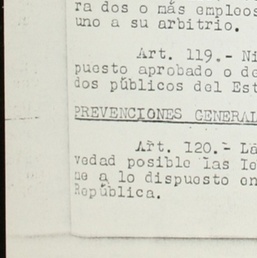 ra dos o más empleos
uno a su arbitrio.
Art. 119.- Ni
puesto aprobado o de
dos públicos del Est
PREVENCIONES GENERAL
Art. 120.- La
vedad posible las Le
me a lo dispuesto en
República.